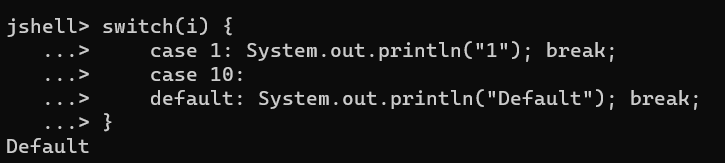 jshell> switch(i) {
   ...>     case 1: System.out.println("1"); break;
   ...>     case 10:
   ...>     default: System.out.println("Default"); break;
   ...> }
Default